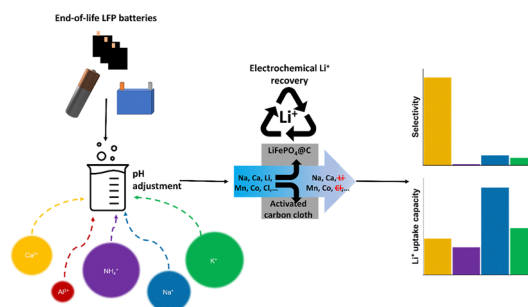 End-of-life LFP batteries
pH
adjustment
Ca²⁺
Al³⁺
NH₄⁺
Na⁺
K⁺
Electrochemical Li⁺
recovery
Li⁺
LiFePO₄@C
Na, Ca, Li,
Mn, Co, Cl,...
Na, Ca, Li
Mn, Co, Cl,...
Activated
carbon cloth
Selectivity
Li⁺ uptake capacity